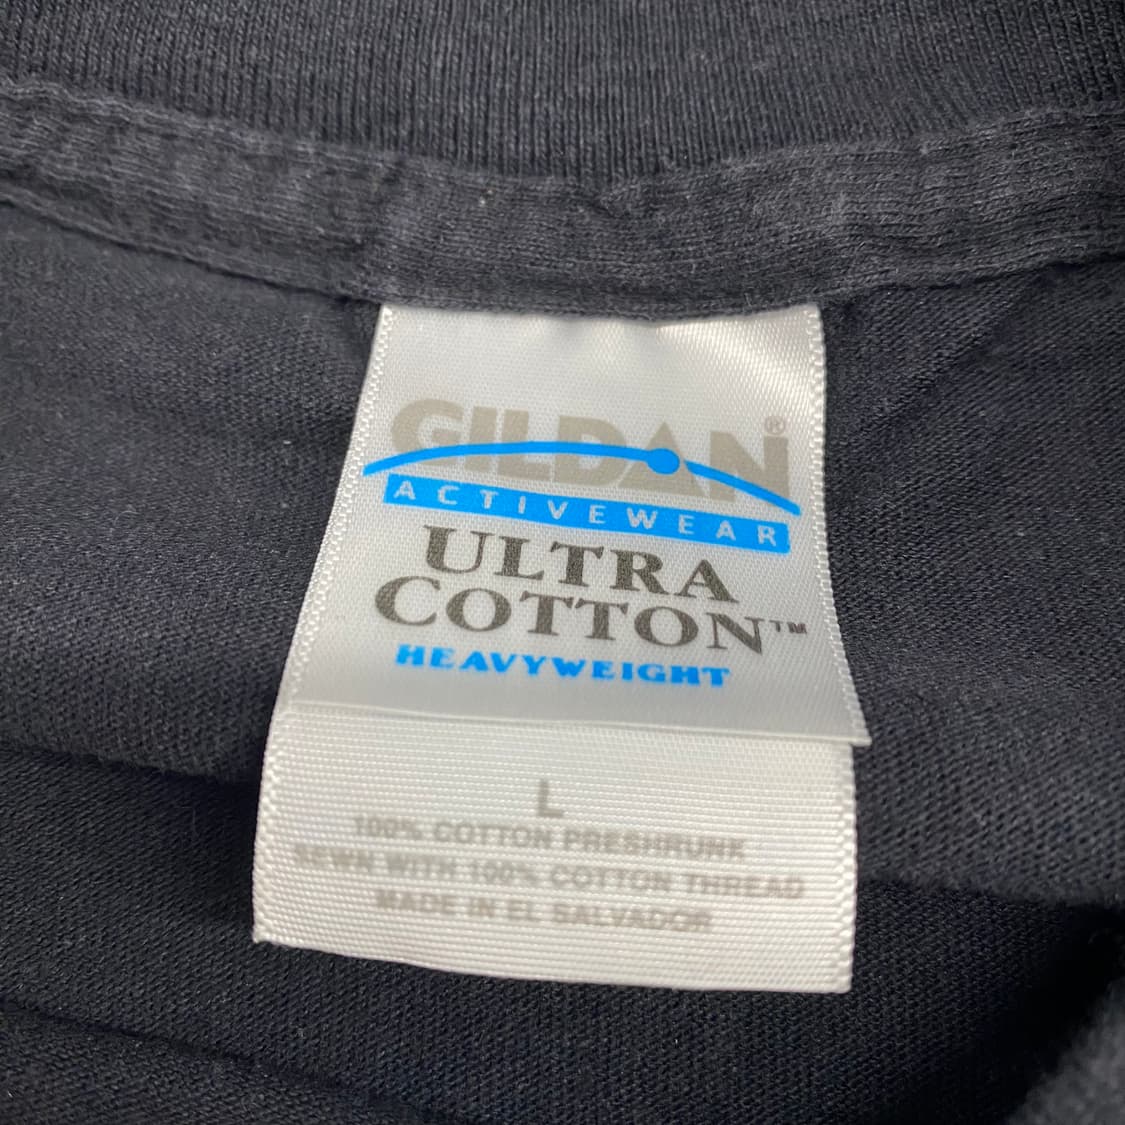 GILDAN®
ACTIVEWEAR
ULTRA
COTTON™
HEAVYWEIGHT
L
100% COTTON PRESHRUNK
SEWN WITH 100% COTTON THREAD
MADE IN EL SALVADOR